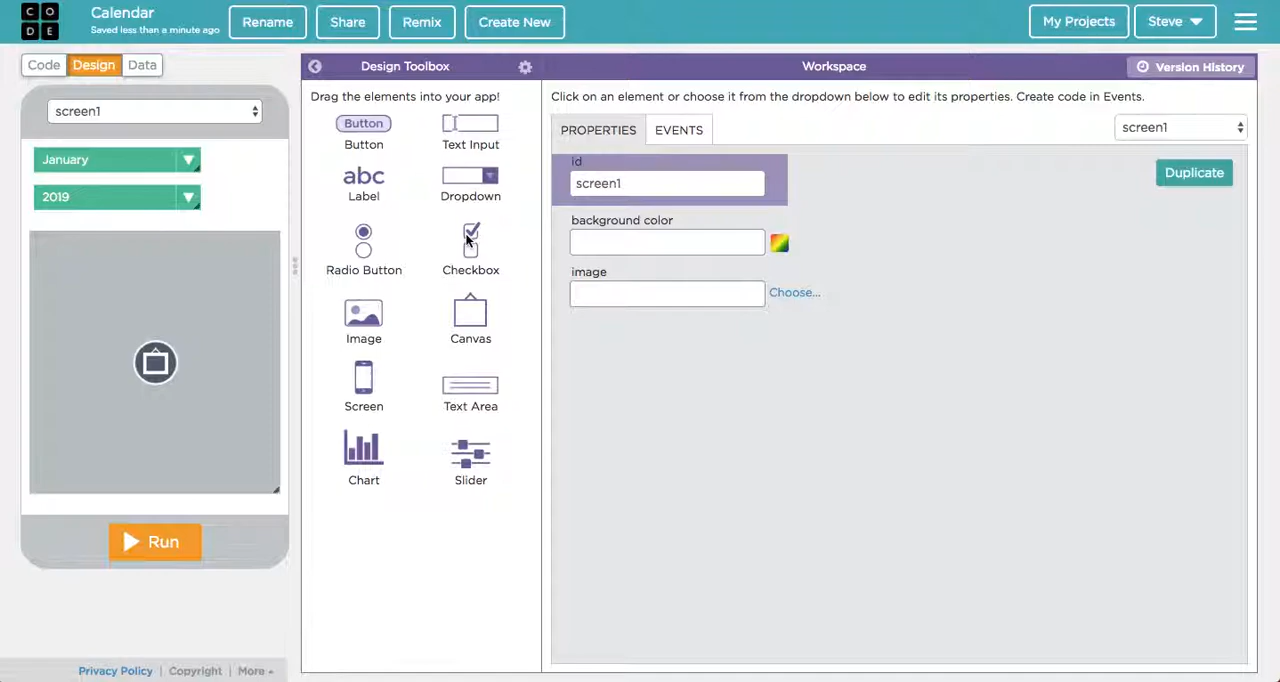 CODE
Calendar
Saved less than a minute ago
Rename
Share
Remix
Create New
My Projects
Steve
Code
Design
Data
Design Toolbox
Workspace
Version History
screen1
Drag the elements into your app!
Click on an element or choose it from the dropdown below to edit its properties. Create code in Events.
January
2019
Button
Button
Text Input
abc
Label
Dropdown
Radio Button
Checkbox
Image
Canvas
Screen
Text Area
Chart
Slider
PROPERTIES
EVENTS
screen1
id
screen1
Duplicate
background color
image
Choose...
Run
Privacy Policy | Copyright | More